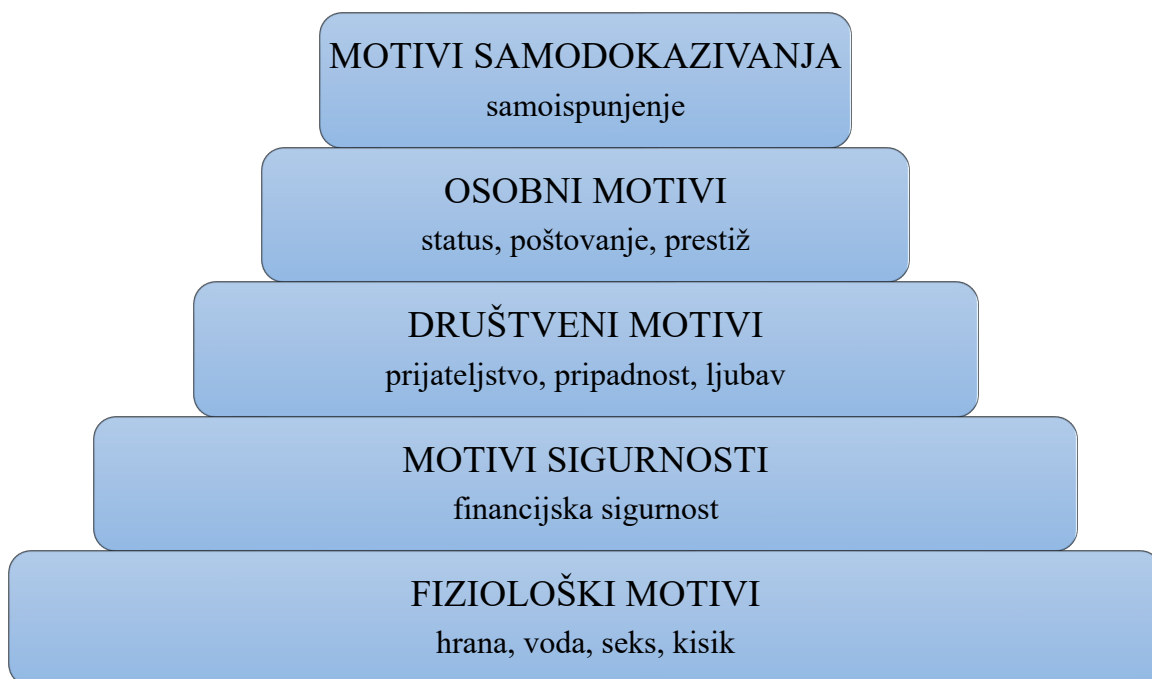 MOTIVI SAMODOKAZIVANJA
samoispunjenje
OSOBNI MOTIVI
status, poštovanje, prestiž
DRUŠTVENI MOTIVI
prijateljstvo, pripadnost, ljubav
MOTIVI SIGURNOSTI
financijska sigurnost
FIZIOLOŠKI MOTIVI
hrana, voda, seks, kisik